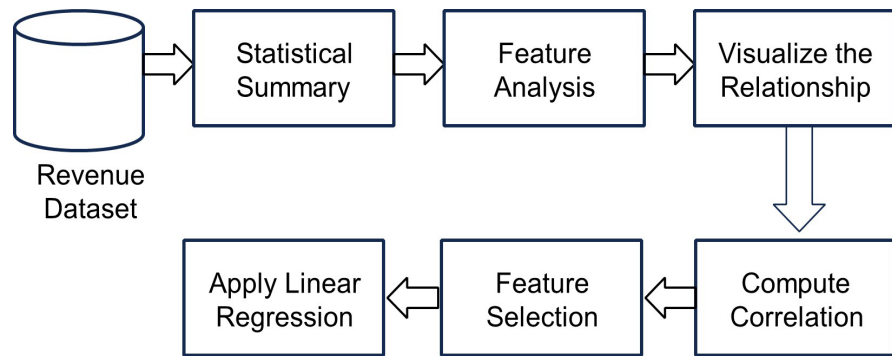 Statistical
Summary
Feature
Analysis
Visualize the
Relationship
Revenue
Dataset
Apply Linear
Regression
Feature
Selection
Compute
Correlation